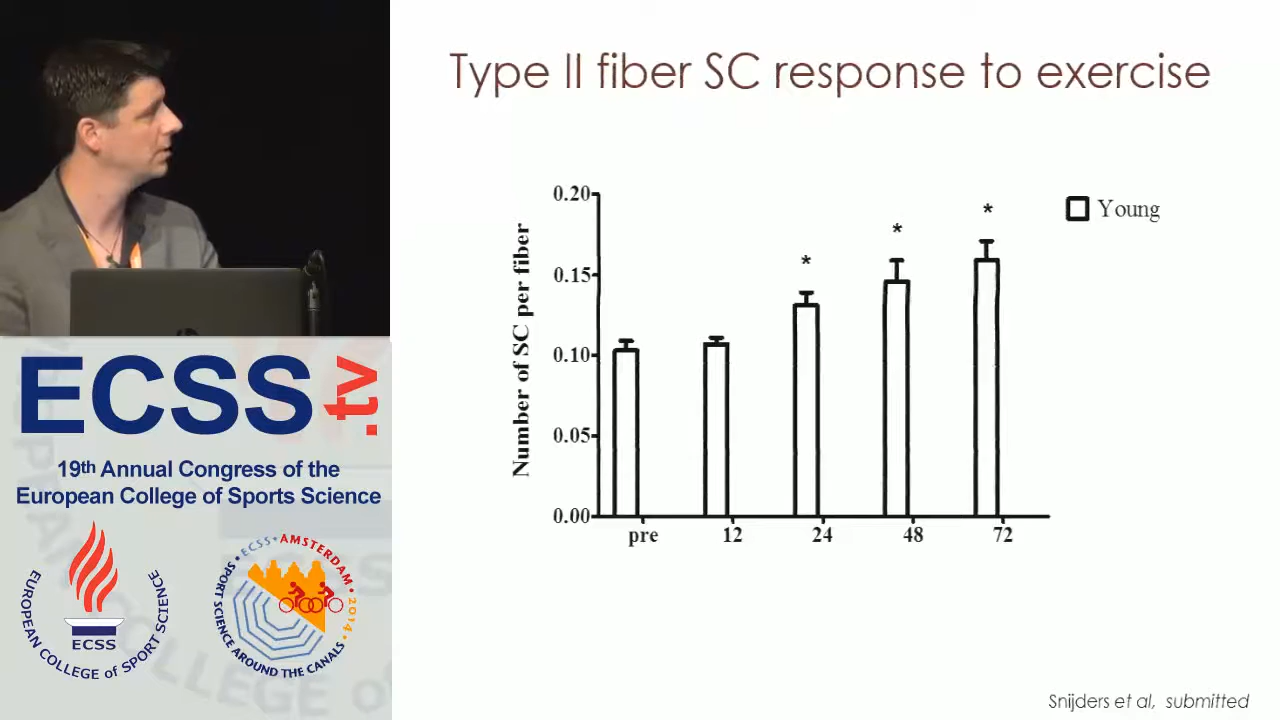 Type II fiber SC response to exercise
Number of SC per fiber
0.20
0.15
0.10
0.05
0.00
pre 12 24 48 72
* * *
Young
Snijders et al, submitted
ECSS.tv
19th Annual Congress of the
European College of Sports Science
EUROPEAN COLLEGE OF SPORT SCIENCE
ECSS
SPORT SCIENCE AROUND THE CANALS
•ECSS•AMSTERDAM•2014•